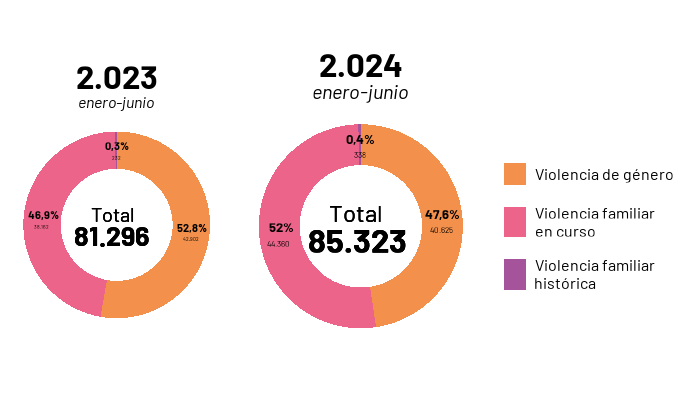 2.023
enero-junio
0,3%
46,9%
Total
81.296
52,8%
2.024
enero-junio
0,4%
338
52%
44.360
Total
85.323
47,6%
40.625
Violencia de género
Violencia familiar
en curso
Violencia familiar
histórica